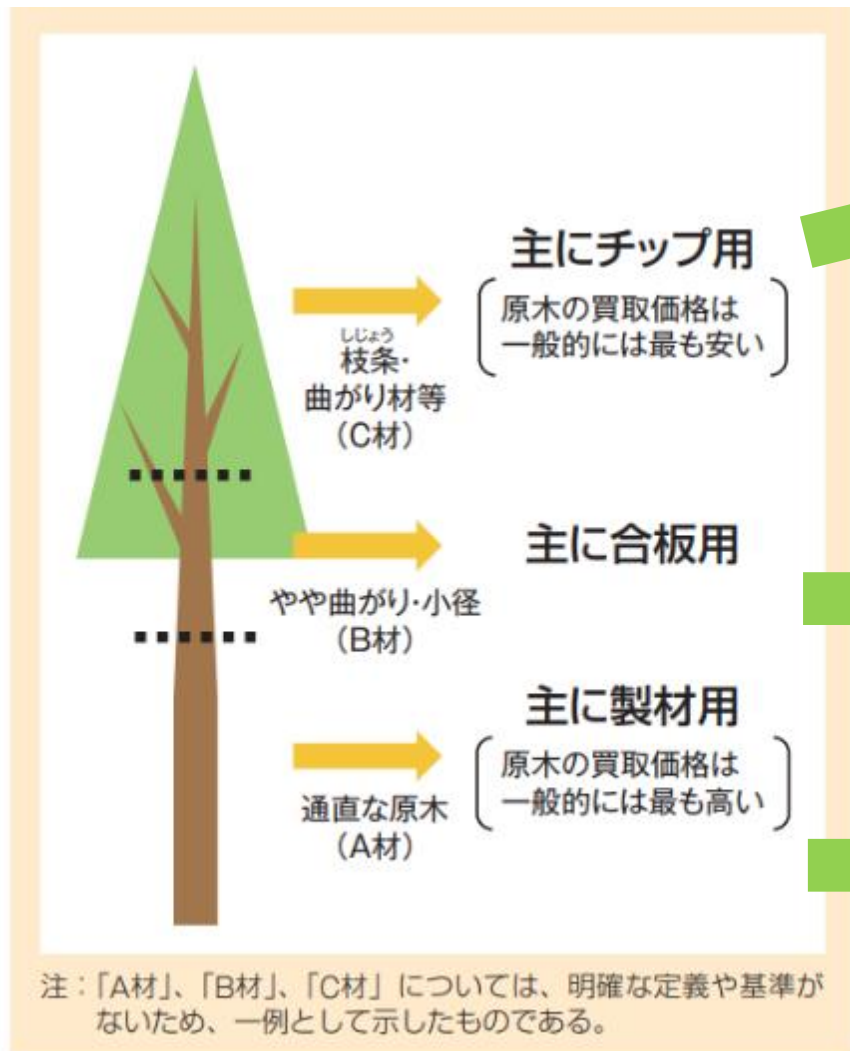 主にチップ用
原木の買取価格は
一般的には最も安い
しじょう
枝条・
曲がり材等
（C材）
主に合板用
やや曲がり・小径
（B材）
主に製材用
原木の買取価格は
一般的には最も高い
通直な原木
（A材）
注：「A材」、「B材」、「C材」については、明確な定義や基準が
ないため、一例として示したものである。